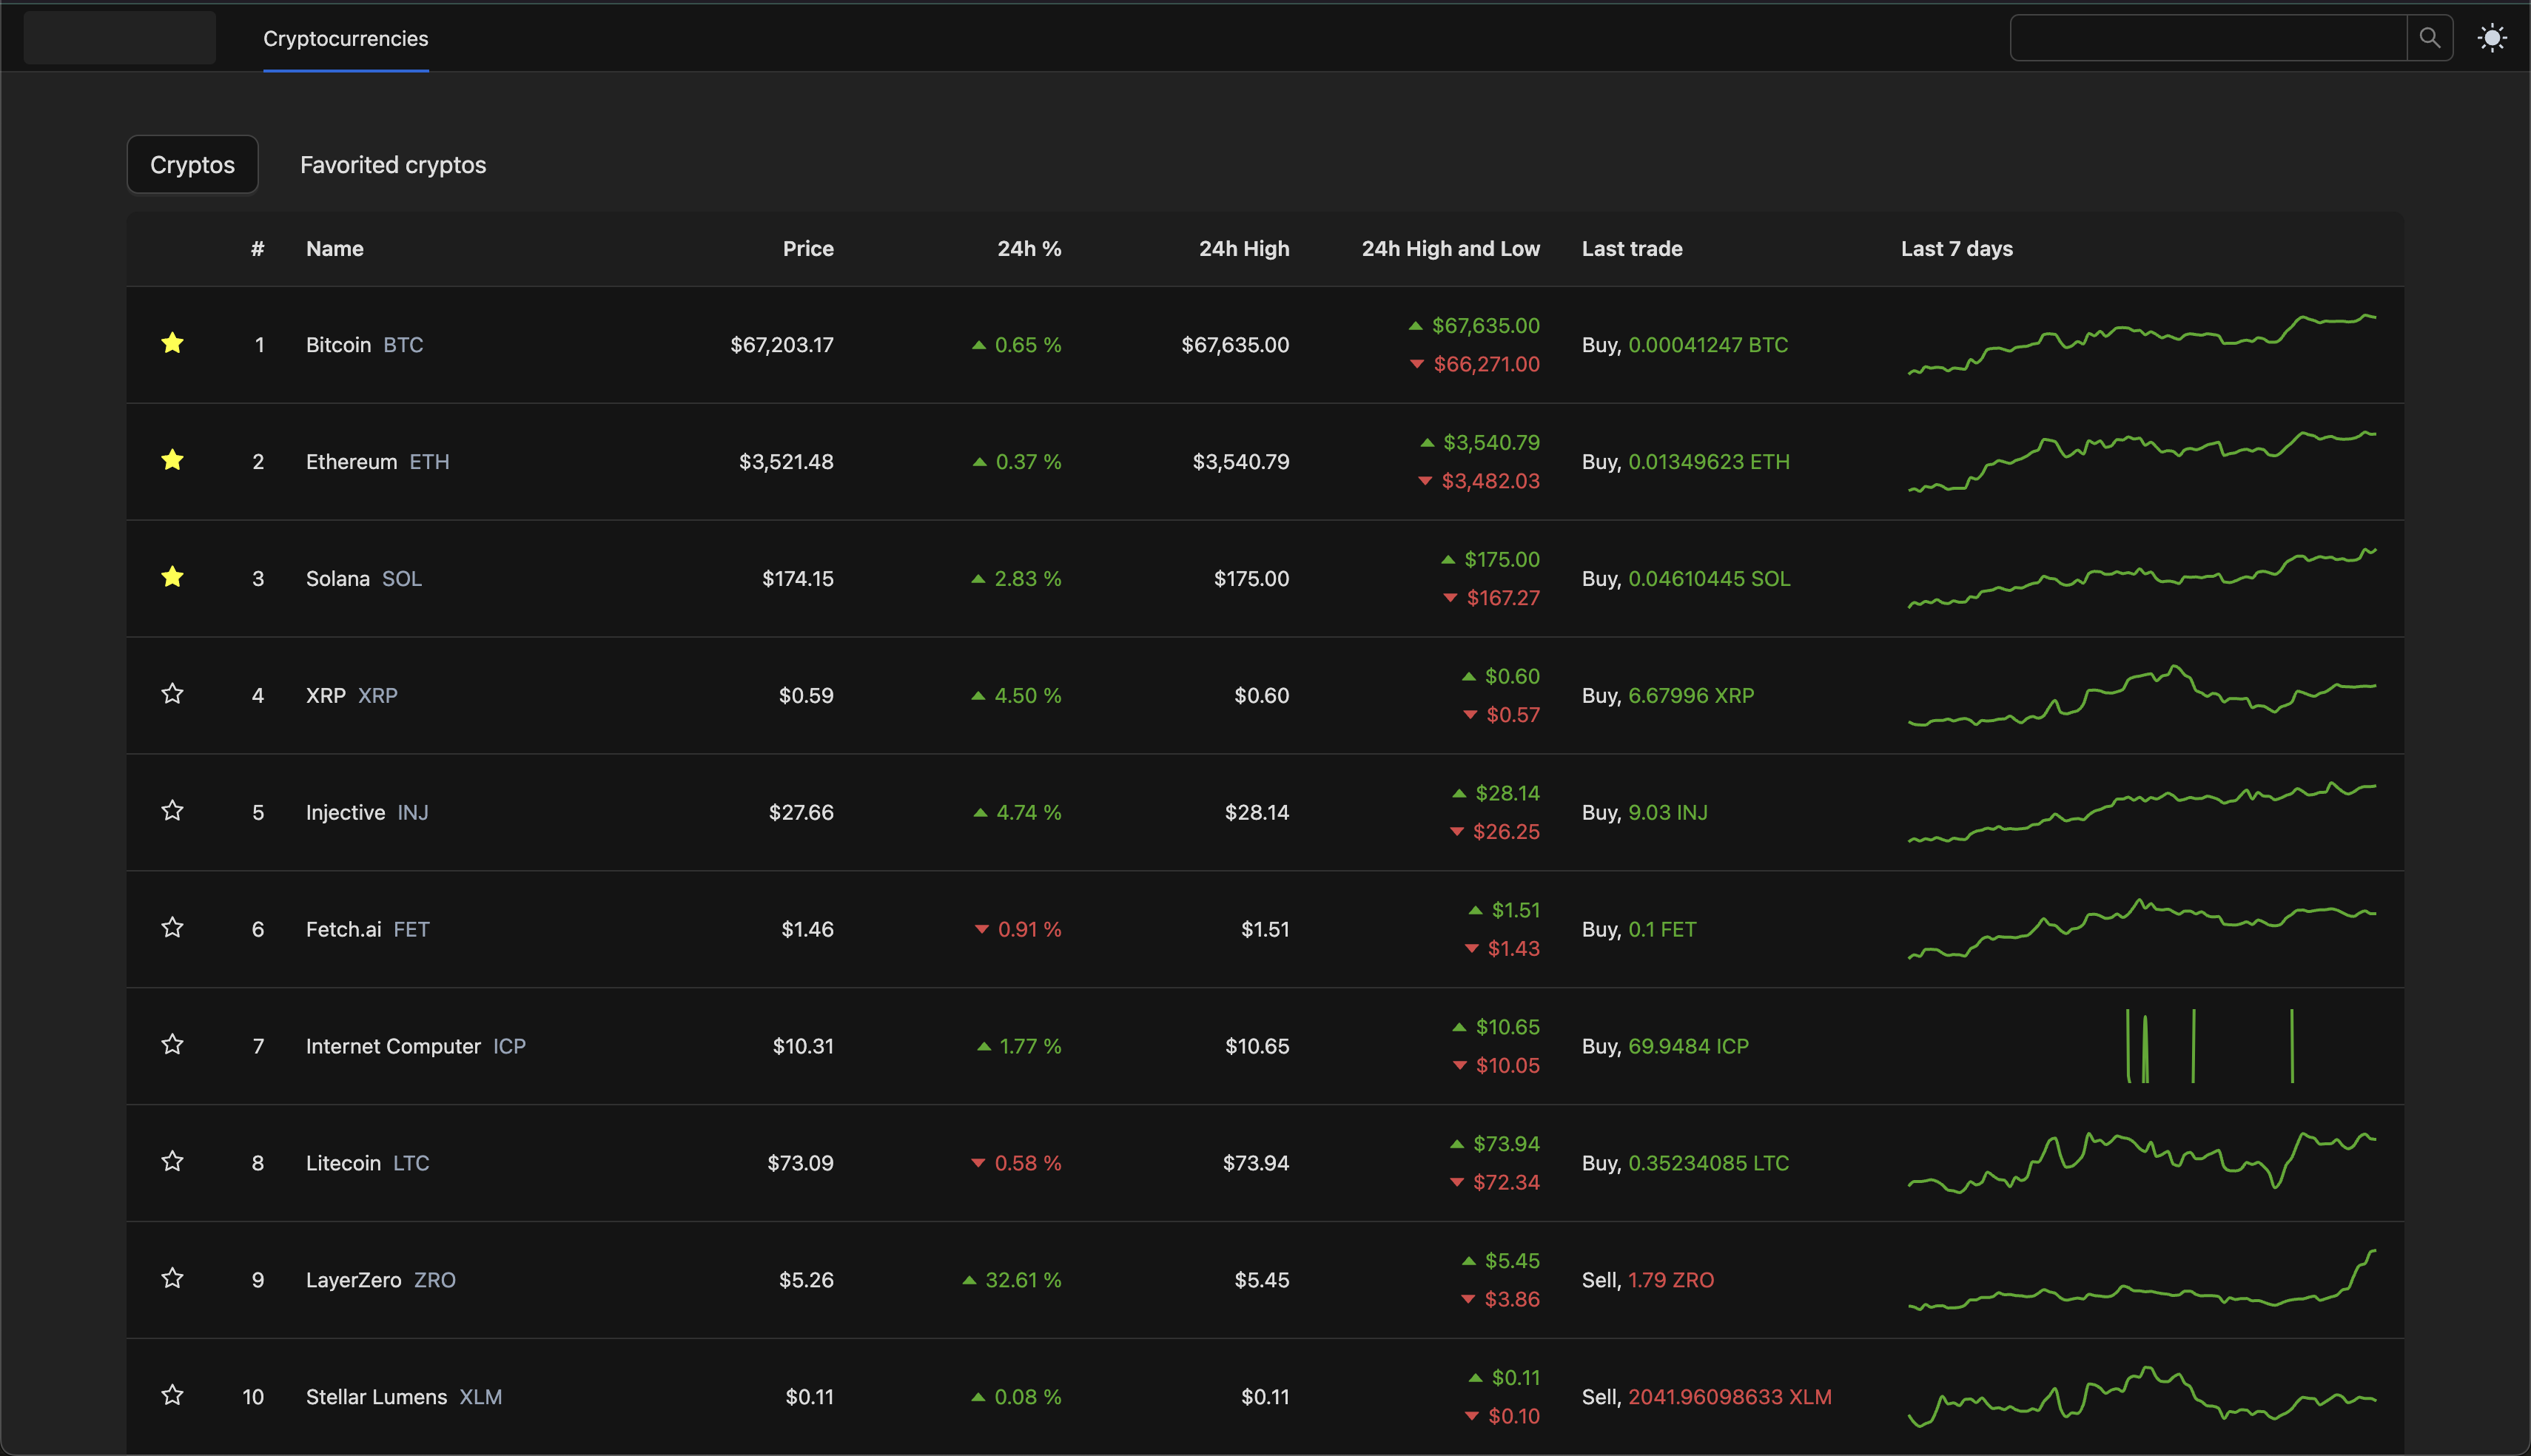 Cryptocurrencies
Cryptos Favorited cryptos
# Name Price 24h % 24h High 24h High and Low Last trade Last 7 days
$67,635.00
1 Bitcoin BTC $67,203.17 0.65 % $67,635.00 Buy, 0.00041247 BTC
$66,271.00
$3,540.79
2 Ethereum ETH $3,521.48 0.37 % $3,540.79 Buy, 0.01349623 ETH
$3,482.03
$175.00
3 Solana SOL $174.15 2.83 % $175.00 Buy, 0.04610445 SOL
$167.27
$0.60
4 XRP XRP $0.59 4.50 % $0.60 Buy, 6.67996 XRP
$0.57
$28.14
5 Injective INJ $27.66 4.74 % $28.14 Buy, 9.03 INJ
$26.25
$1.51
6 Fetch.ai FET $1.46 0.91 % $1.51 Buy, 0.1 FET
$1.43
$10.65
7 Internet Computer ICP $10.31 1.77 % $10.65 Buy, 69.9484 ICP
$10.05
$73.94
8 Litecoin LTC $73.09 0.58 % $73.94 Buy, 0.35234085 LTC
$72.34
$5.45
9 LayerZero ZRO $5.26 32.61 % $5.45 Sell, 1.79 ZRO
$3.86
$0.11
10 Stellar Lumens XLM $0.11 0.08 % $0.11 Sell, 2041.96098633 XLM
$0.10